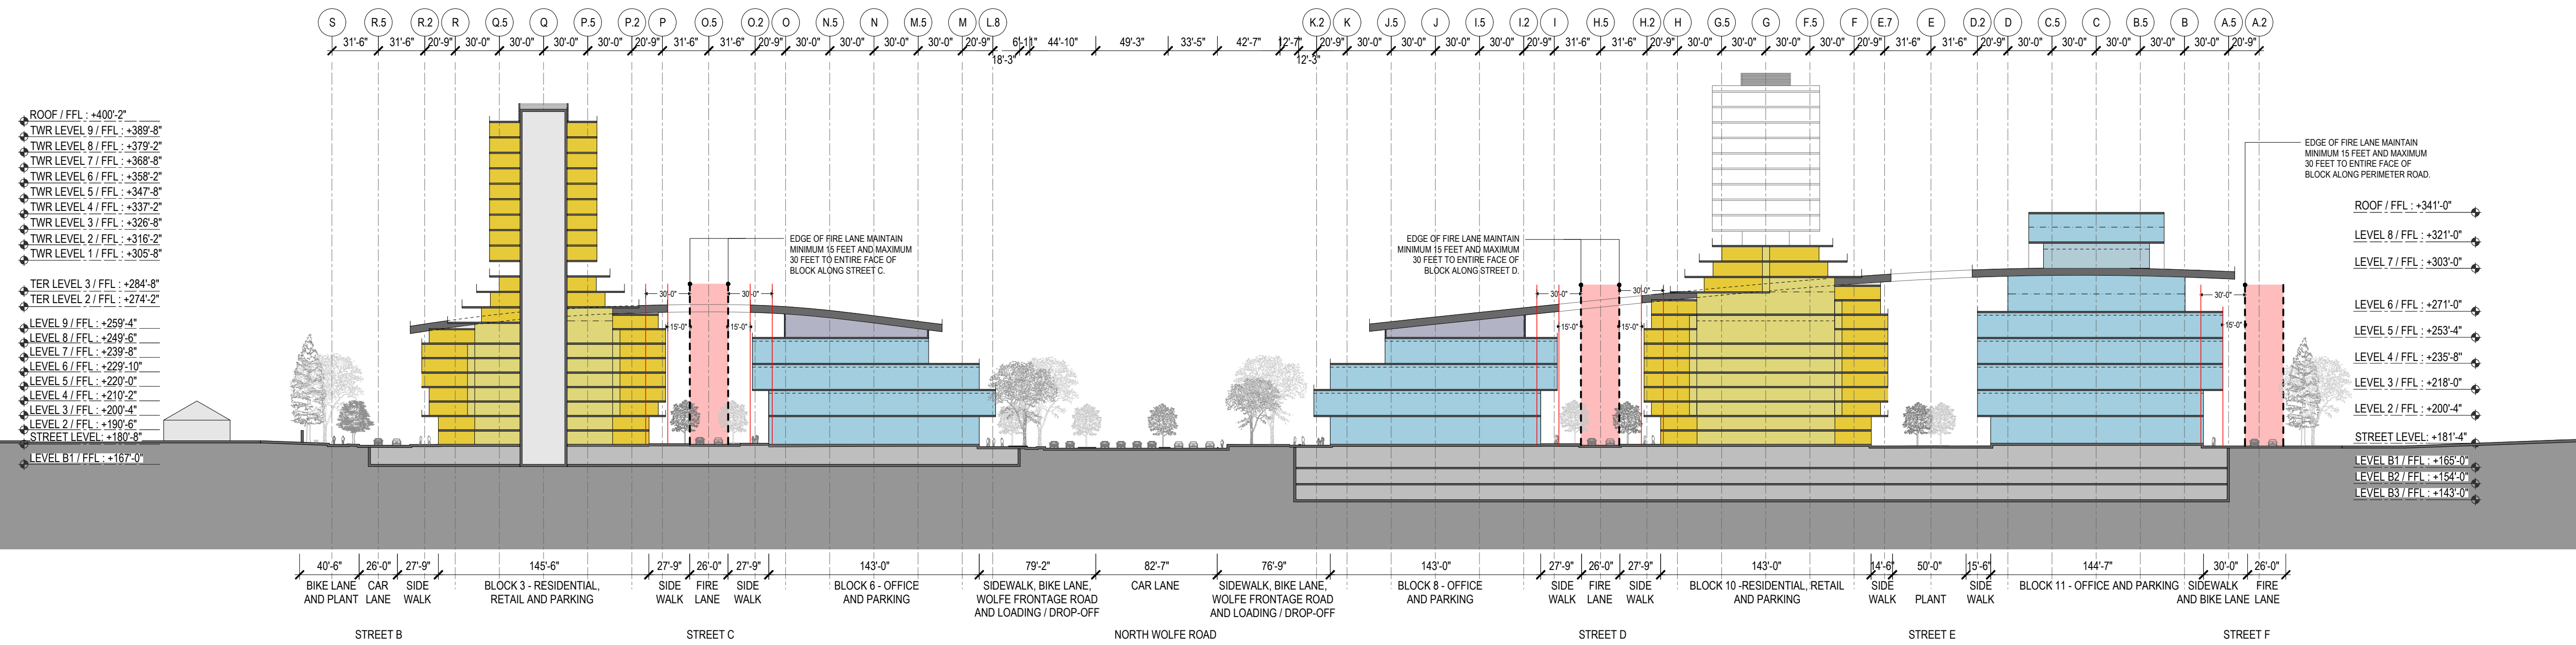 S R.5 R.2 R Q.5 Q P.5 P.2 P O.5 O.2 O N.5 N M.5 M L.8 K.2 K J.5 J I.5 I.2 I H.5 H.2 H G.5 G F.5 F E.7 E D.2 D C.5 C B.5 B A.5 A.2
31'-6" 31'-6" 20'-9" 30'-0" 30'-0" 30'-0" 30'-0" 20'-9" 31'-6" 31'-6" 20'-9" 30'-0" 30'-0" 30'-0" 30'-0" 20'-9" 6'-11" 44'-10" 49'-3" 33'-5" 42'-7" 12'-7" 20'-9" 30'-0" 30'-0" 30'-0" 30'-0" 20'-9" 31'-6" 31'-6" 20'-9" 30'-0" 30'-0" 30'-0" 30'-0" 20'-9" 31'-6" 31'-6" 20'-9" 30'-0" 30'-0" 30'-0" 30'-0" 30'-0" 20'-9"
18'-3" 12'-3"
ROOF / FFL : +400'-2"
TWR LEVEL 9 / FFL : +389'-8"
TWR LEVEL 8 / FFL : +379'-2"
TWR LEVEL 7 / FFL : +368'-8"
TWR LEVEL 6 / FFL : +358'-2"
TWR LEVEL 5 / FFL : +347'-8"
TWR LEVEL 4 / FFL : +337'-2"
TWR LEVEL 3 / FFL : +326'-8"
TWR LEVEL 2 / FFL : +316'-2"
TWR LEVEL 1 / FFL : +305'-8"
TER LEVEL 3 / FFL : +284'-8"
TER LEVEL 2 / FFL : +274'-2"
LEVEL 9 / FFL : +259'-4"
LEVEL 8 / FFL : +249'-6"
LEVEL 7 / FFL : +239'-8"
LEVEL 6 / FFL : +229'-10"
LEVEL 5 / FFL : +220'-0"
LEVEL 4 / FFL : +210'-2"
LEVEL 3 / FFL : +200'-4"
LEVEL 2 / FFL : +190'-6"
STREET LEVEL: +180'-8"
LEVEL B1 / FFL : +167'-0"
EDGE OF FIRE LANE MAINTAIN
MINIMUM 15 FEET AND MAXIMUM
30 FEET TO ENTIRE FACE OF
BLOCK ALONG STREET C.
30'-0" 30'-0"
15'-0" 15'-0"
EDGE OF FIRE LANE MAINTAIN
MINIMUM 15 FEET AND MAXIMUM
30 FEET TO ENTIRE FACE OF
BLOCK ALONG STREET D.
30'-0" 30'-0"
15'-0" 15'-0"
EDGE OF FIRE LANE MAINTAIN
MINIMUM 15 FEET AND MAXIMUM
30 FEET TO ENTIRE FACE OF
BLOCK ALONG PERIMETER ROAD.
30'-0"
15'-0"
ROOF / FFL : +341'-0"
LEVEL 8 / FFL : +321'-0"
LEVEL 7 / FFL : +303'-0"
LEVEL 6 / FFL : +271'-0"
LEVEL 5 / FFL : +253'-4"
LEVEL 4 / FFL : +235'-8"
LEVEL 3 / FFL : +218'-0"
LEVEL 2 / FFL : +200'-4"
STREET LEVEL: +181'-4"
LEVEL B1 / FFL : +165'-0"
LEVEL B2 / FFL : +154'-0"
LEVEL B3 / FFL : +143'-0"
40'-6" 26'-0" 27'-9" 145'-6" 27'-9" 26'-0" 27'-9" 143'-0" 79'-2" 82'-7" 76'-9" 143'-0" 27'-9" 26'-0" 27'-9" 143'-0" 14'-6" 50'-0" 15'-6" 144'-7" 30'-0" 26'-0"
BIKE LANE CAR SIDE BLOCK 3 - RESIDENTIAL, SIDE FIRE SIDE BLOCK 6 - OFFICE SIDEWALK, BIKE LANE, CAR LANE SIDEWALK, BIKE LANE, BLOCK 8 - OFFICE SIDE FIRE SIDE BLOCK 10 -RESIDENTIAL, RETAIL SIDE SIDE BLOCK 11 - OFFICE AND PARKING SIDEWALK FIRE
AND PLANT LANE WALK RETAIL AND PARKING WALK LANE WALK AND PARKING WOLFE FRONTAGE ROAD WOLFE FRONTAGE ROAD AND PARKING WALK LANE WALK AND PARKING WALK PLANT WALK AND BIKE LANE LANE
AND LOADING / DROP-OFF AND LOADING / DROP-OFF
STREET B STREET C NORTH WOLFE ROAD STREET D STREET E STREET F